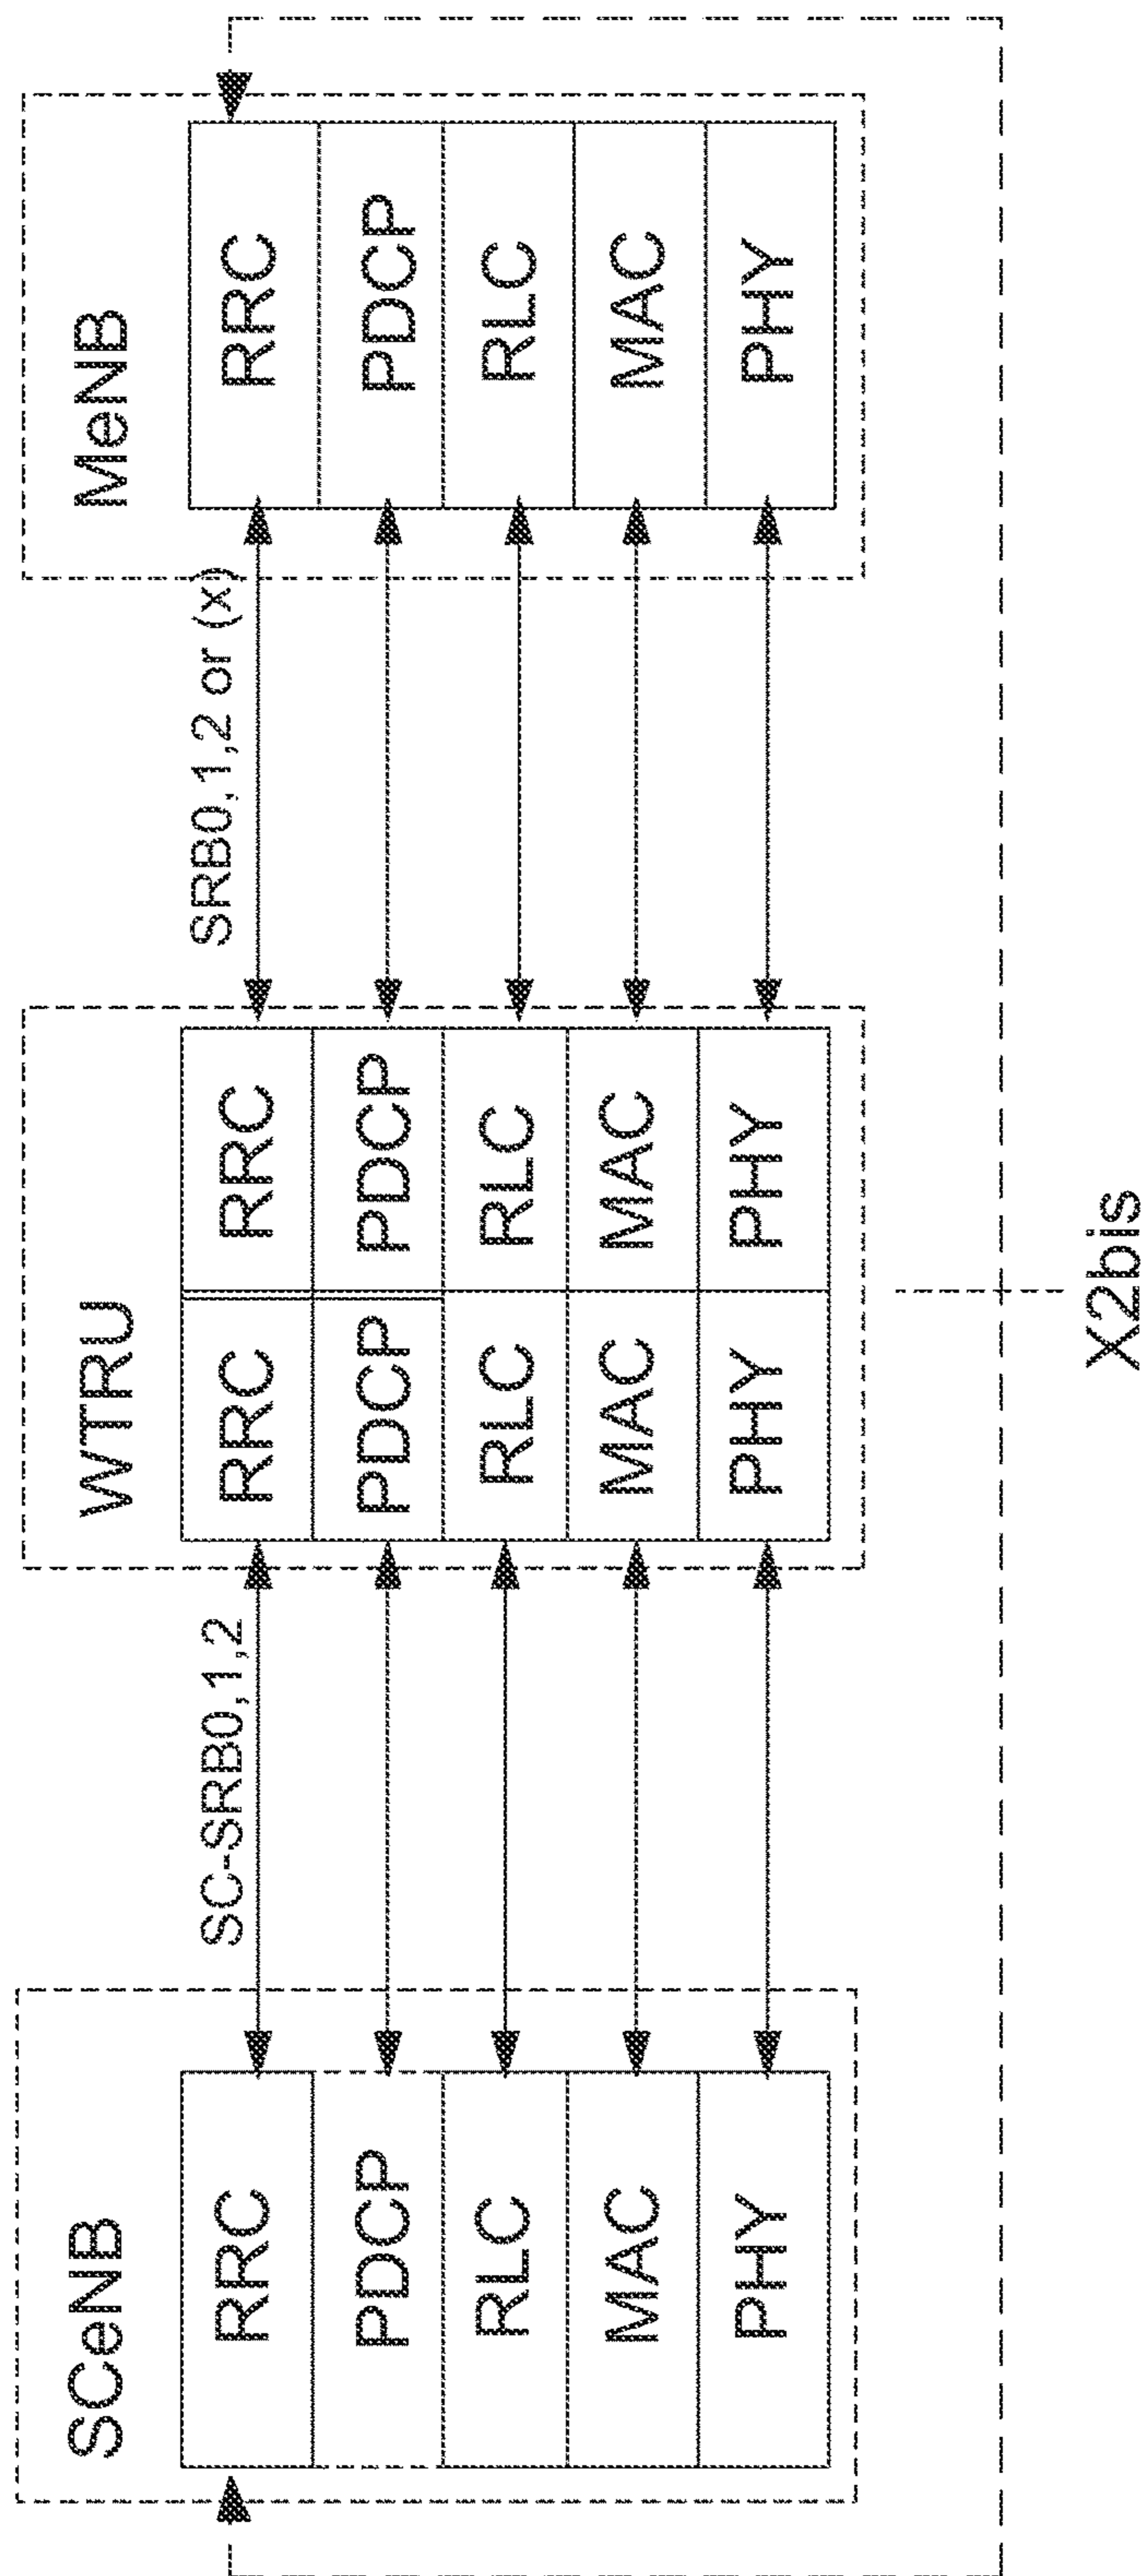 SCeNB
RRC
PDCP
RLC
MAC
PHY
SC-SRB0,1,2
WTRU
RRC RRC
PDCP PDCP
RLC RLC
MAC MAC
PHY PHY
SRB0,1,2 or (x)
MeNB
RRC
PDCP
RLC
MAC
PHY
X2bis